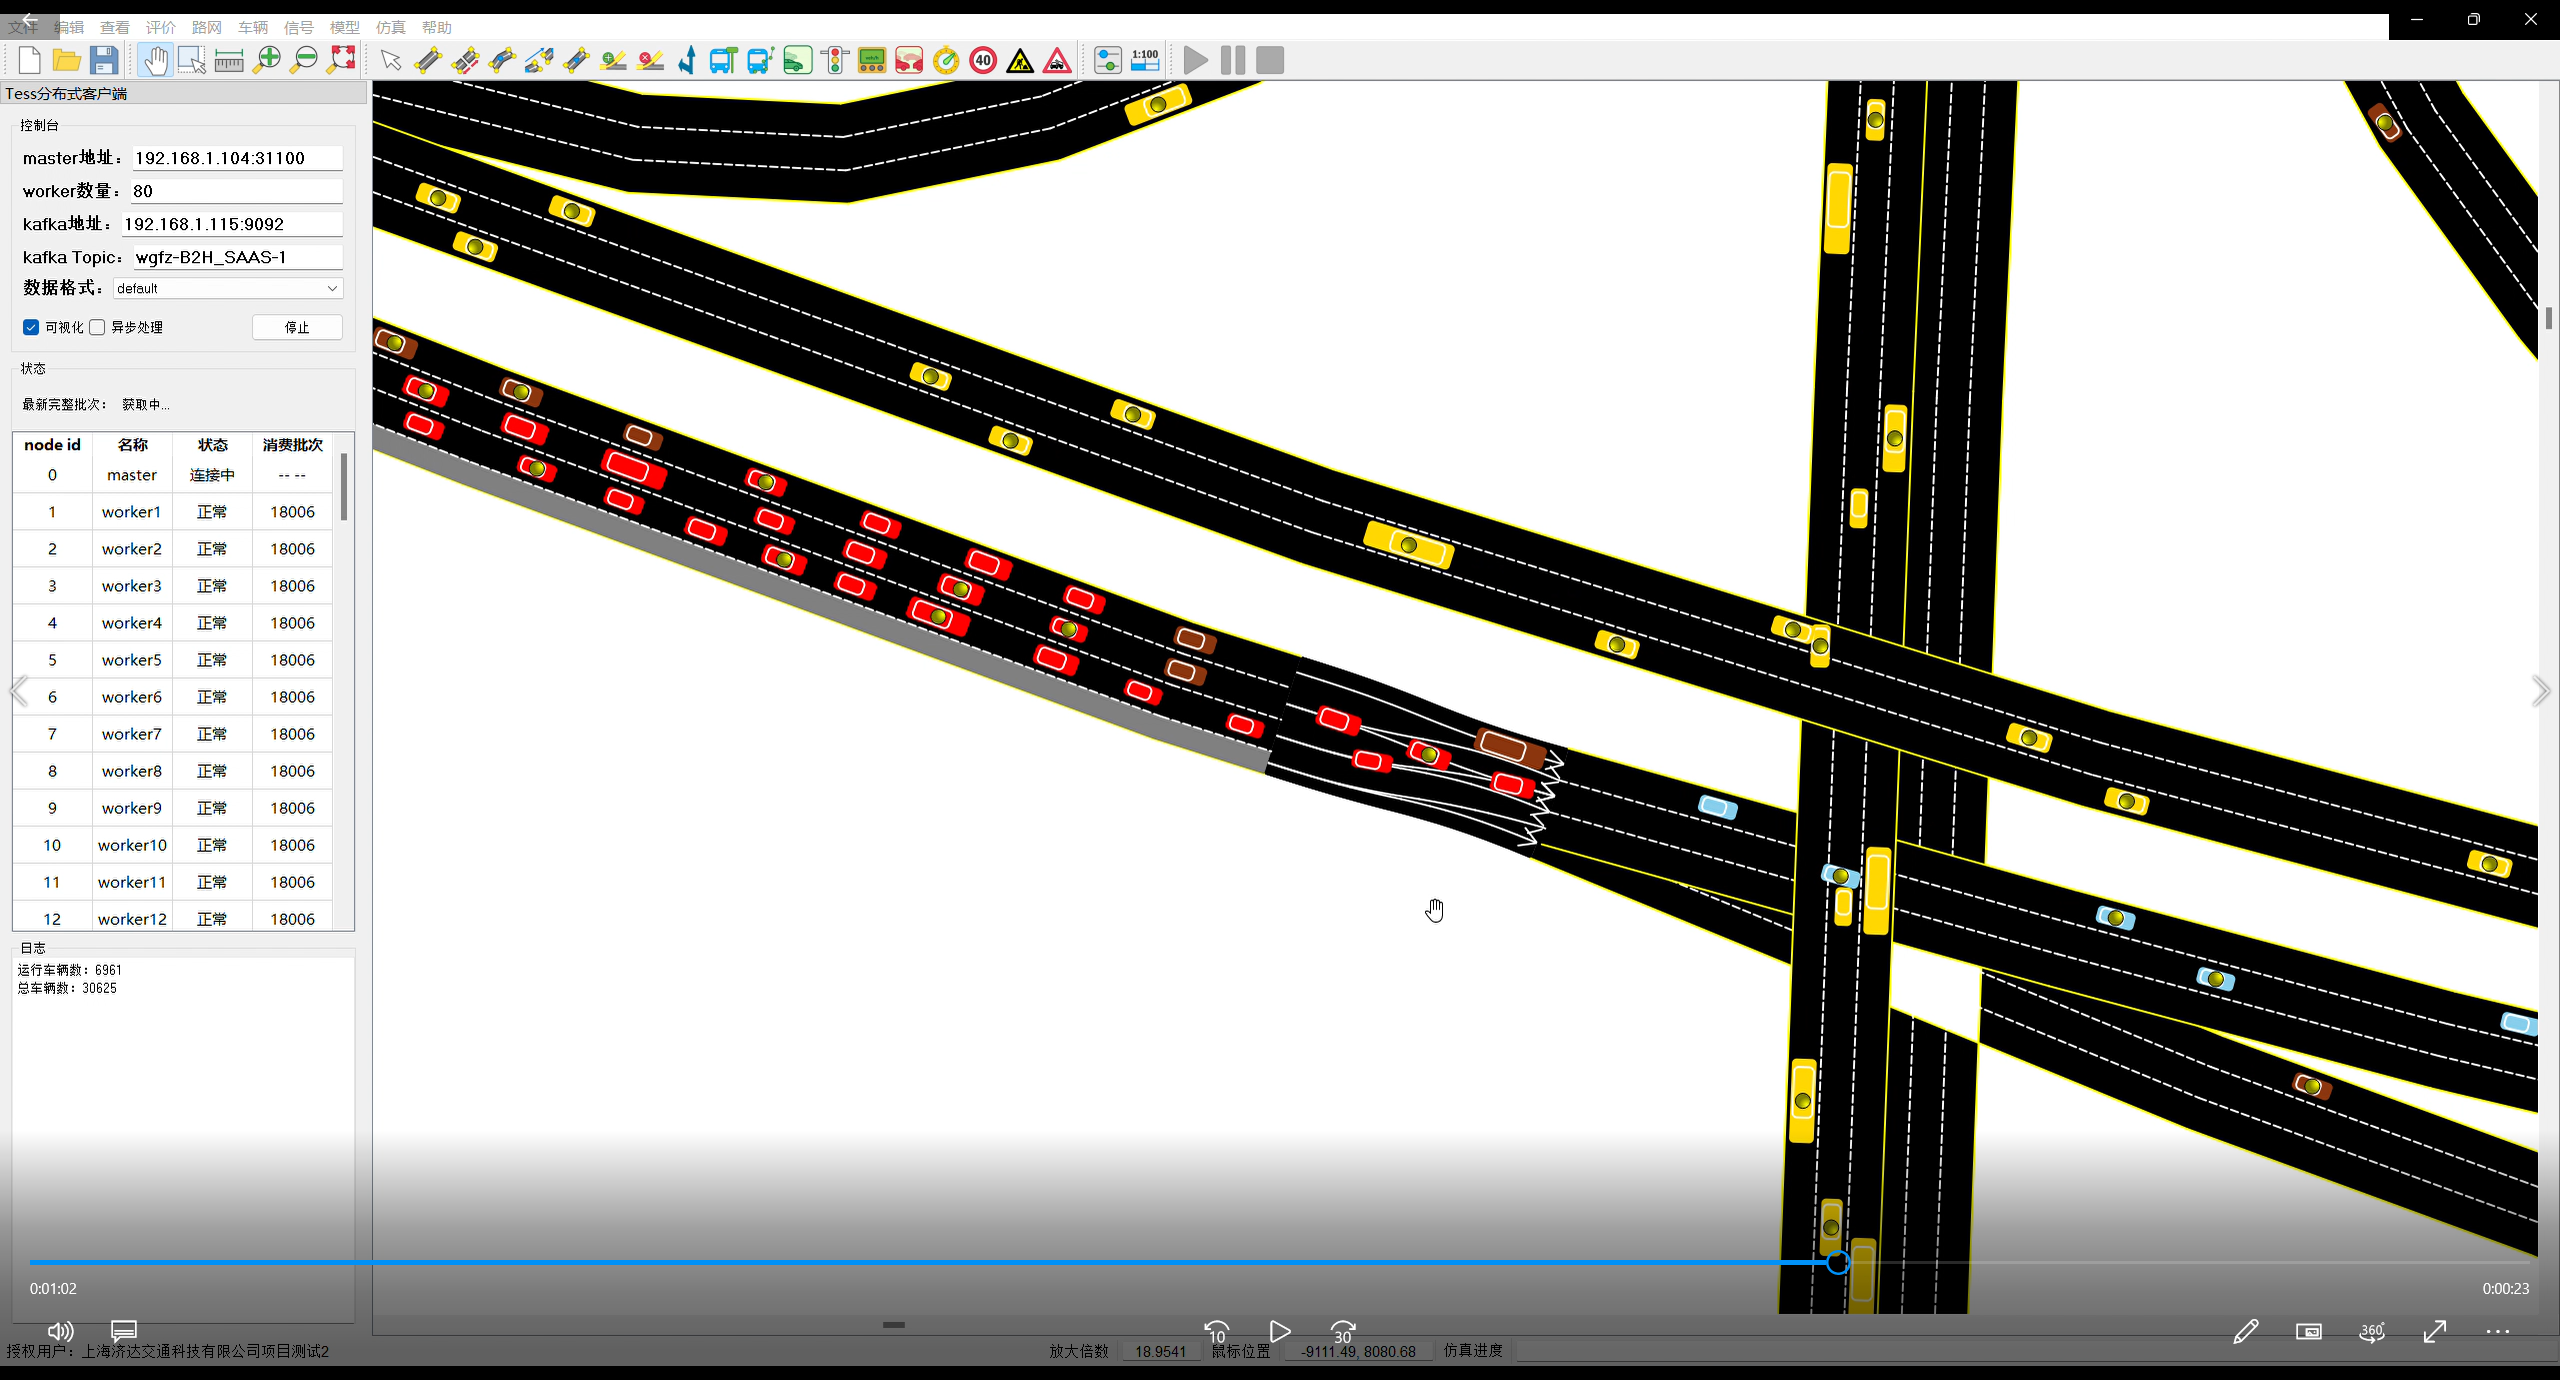 文件 编辑 查看 评价 路网 车辆 信号 模型 仿真 帮助
40
1:100
Tess分布式客户端
控制台
master地址： 192.168.1.104:31100
worker数量： 80
kafka地址： 192.168.1.115:9092
kafka Topic： wgfz-B2H_SAAS-1
数据格式： default
可视化 异步处理 停止
状态
最新完整批次： 获取中...
node id 名称 状态 消费批次
0 master 连接中 -- --
1 worker1 正常 18006
2 worker2 正常 18006
3 worker3 正常 18006
4 worker4 正常 18006
5 worker5 正常 18006
6 worker6 正常 18006
7 worker7 正常 18006
8 worker8 正常 18006
9 worker9 正常 18006
10 worker10 正常 18006
11 worker11 正常 18006
12 worker12 正常 18006
日志
运行车辆数：6961
总车辆数：30625
0:01:02 0:00:23
10 30 360°
授权用户：上海济达交通科技有限公司项目测试2 放大倍数 18.9541 鼠标位置 -9111.49, 8080.68 仿真进度